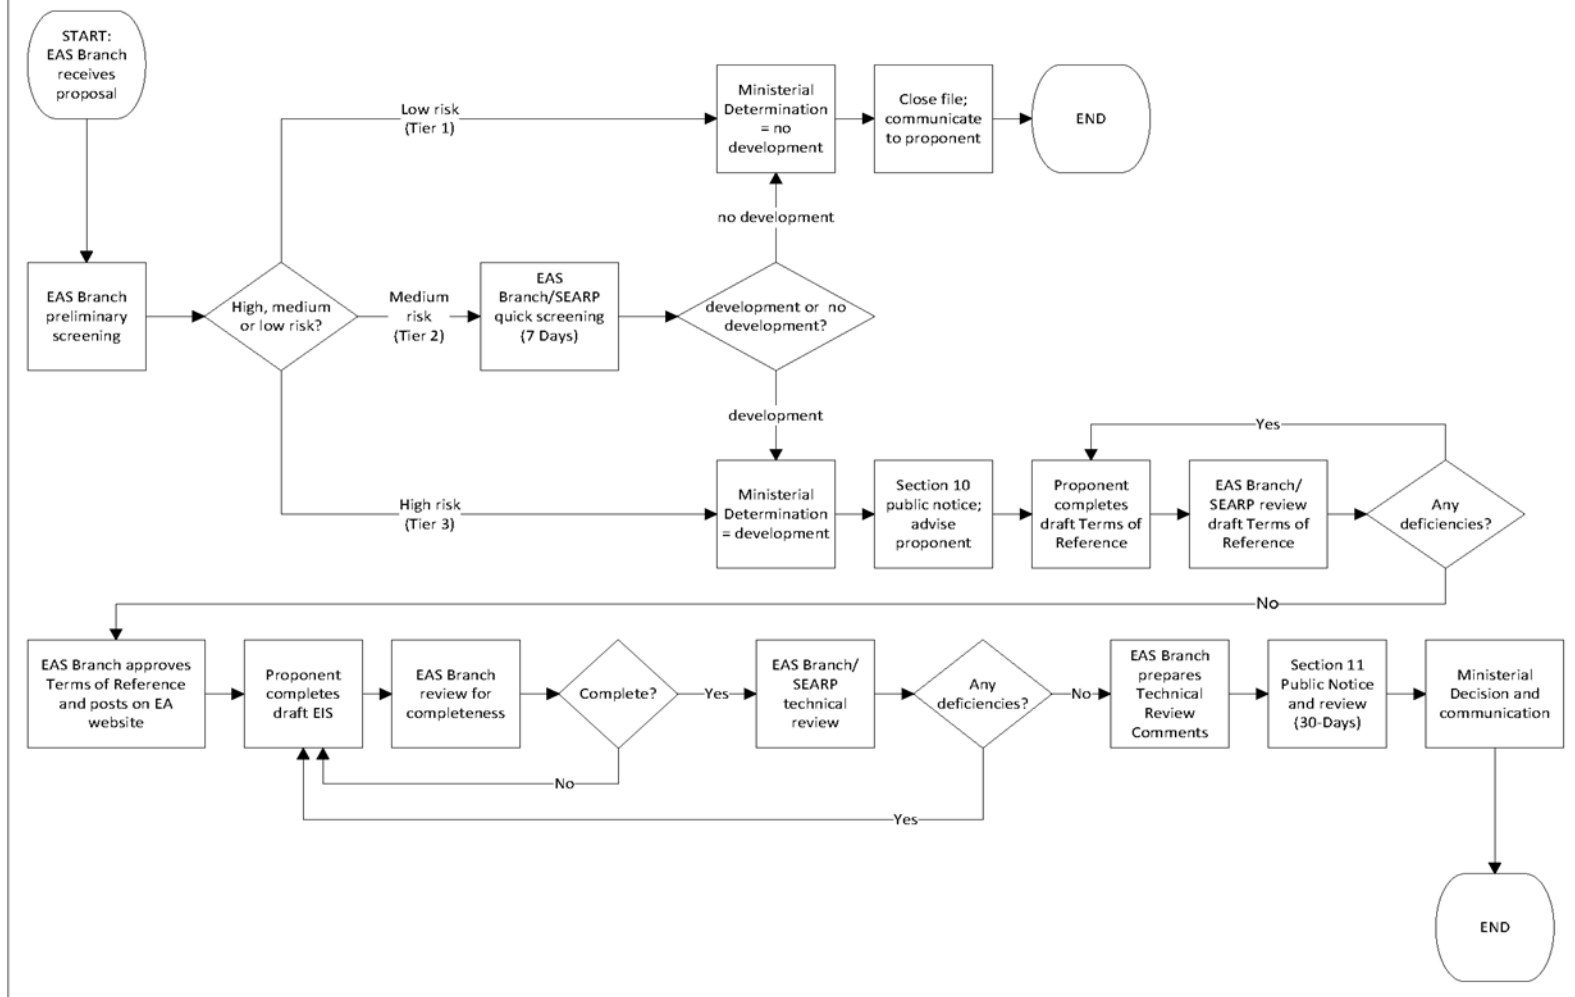 START:
EAS Branch
receives
proposal
Low risk
(Tier 1)
Ministerial
Determination
= no
development
Close file;
communicate
to proponent
END
no development
EAS Branch
preliminary
screening
High, medium
or low risk?
Medium
risk
(Tier 2)
EAS
Branch/SEARP
quick screening
(7 Days)
development or no
development?
development
High risk
(Tier 3)
Ministerial
Determination
= development
Section 10
public notice;
advise
proponent
Proponent
completes
draft Terms of
Reference
EAS Branch/
SEARP review
draft Terms of
Reference
Any
deficiencies?
Yes
No
EAS Branch approves
Terms of Reference
and posts on EA
website
Proponent
completes
draft EIS
EAS Branch
review for
completeness
Complete?
Yes
No
EAS Branch/
SEARP
technical
review
Any
deficiencies?
Yes
No
EAS Branch
prepares
Technical
Review
Comments
Section 11
Public Notice
and review
(30-Days)
Ministerial
Decision and
communication
END